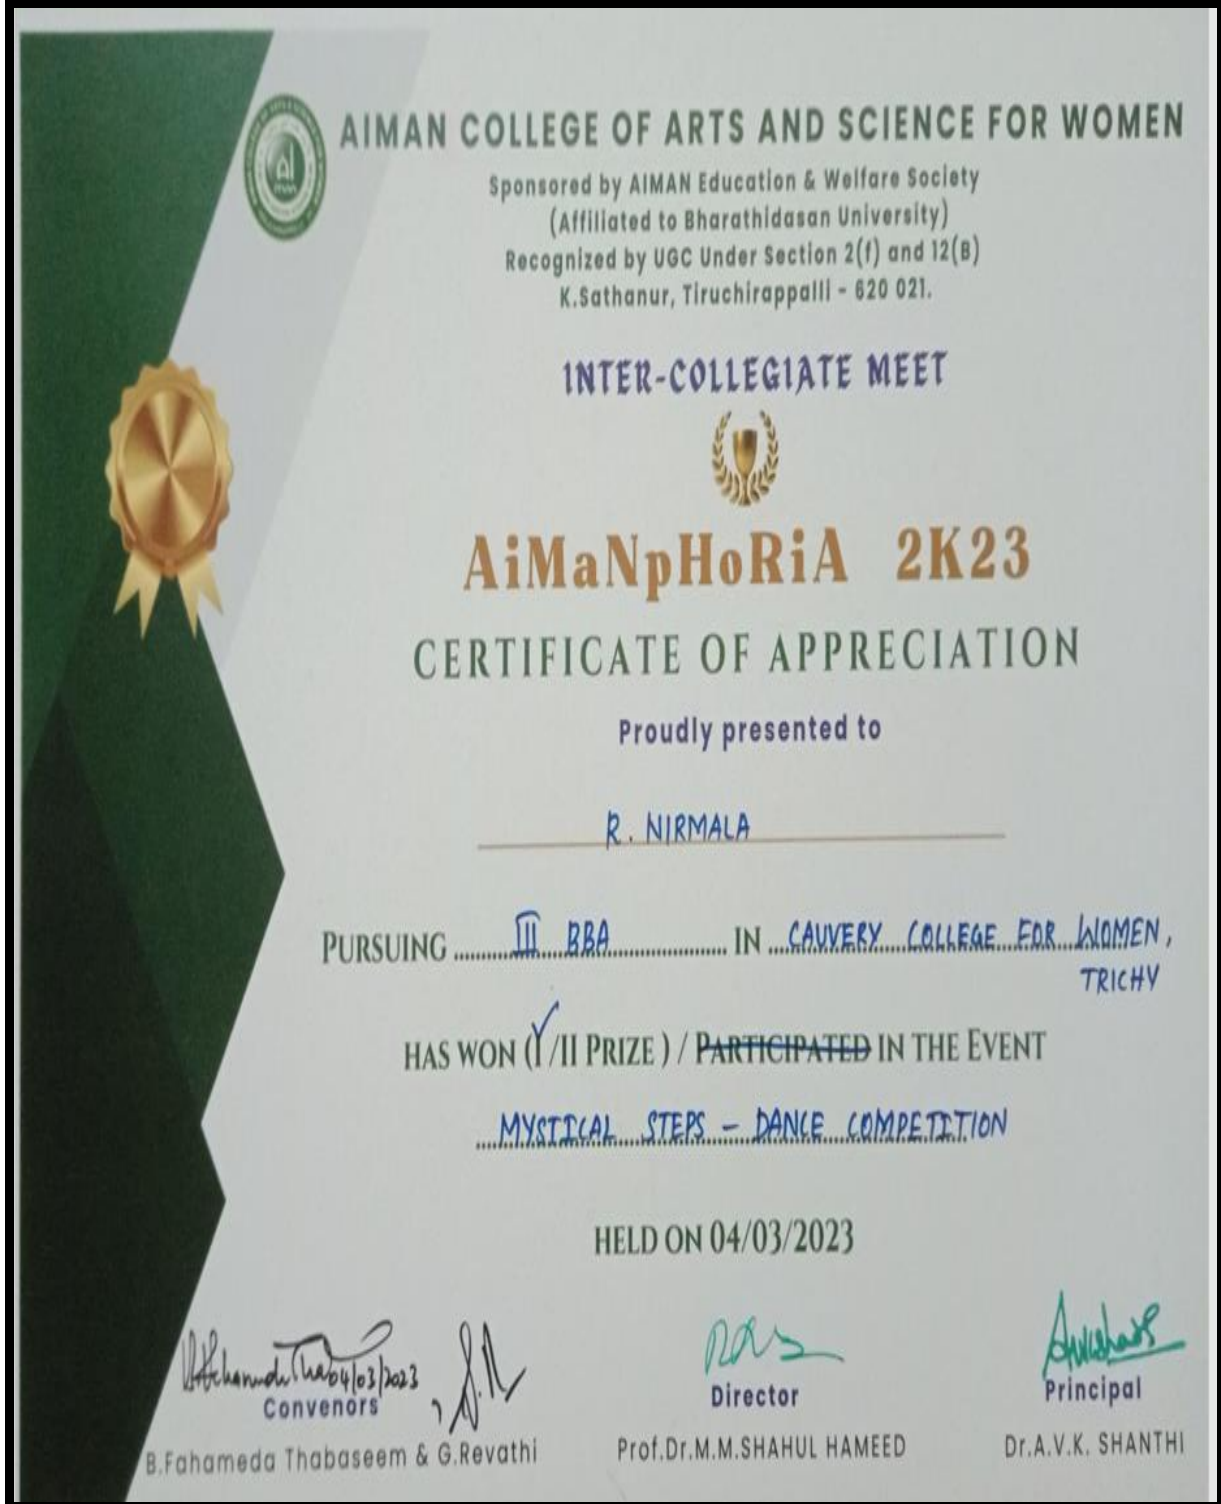 AIMAN COLLEGE OF ARTS AND SCIENCE FOR WOMEN
Sponsored by AIMAN Education & Welfare Society
(Affiliated to Bharathidasan University)
Recognized by UGC Under Section 2(f) and 12(B)
K.Sathanur, Tiruchirappalli - 620 021.
INTER-COLLEGIATE MEET
AiMaNpHoRiA 2K23
CERTIFICATE OF APPRECIATION
Proudly presented to
R. NIRMALA
PURSUING III BBA IN CAUVERY COLLEGE FOR WOMEN,
TRICHY
HAS WON (I/II PRIZE) / PARTICIPATED IN THE EVENT
MYSTICAL STEPS - DANCE COMPETITION
HELD ON 04/03/2023
04/03/2023
Convenors
Director
Principal
B.Fahameda Thabaseem & G.Revathi
Prof.Dr.M.M.SHAHUL HAMEED
Dr.A.V.K. SHANTHI